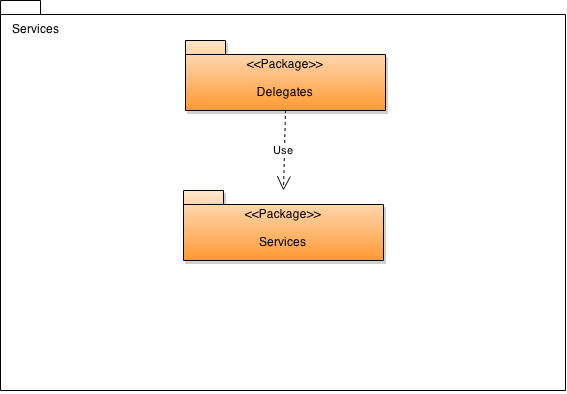 Services
<<Package>>
Delegates
Use
<<Package>>
Services